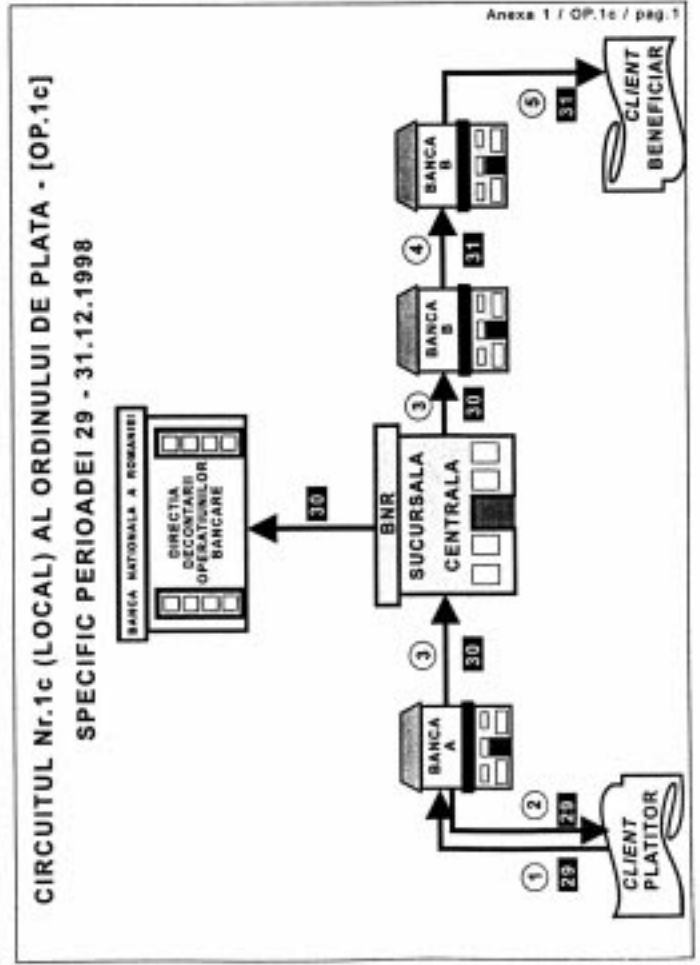 Anexa 1 / OP.1c / pag.1
CIRCUITUL Nr.1c (LOCAL) AL ORDINULUI DE PLATA - [OP.1c]
SPECIFIC PERIOADEI 29 - 31.12.1998
BANCA NATIONALA A ROMANIEI
DIRECTIA
DECONTARII
OPERATIUNILOR
BANCARE
30
BNR
SUCURSALA
CENTRALA
BANCA
A
3
30
3
30
BANCA
B
4
31
BANCA
B
1
29
2
29
5
31
CLIENT
PLATITOR
CLIENT
BENEFICIAR